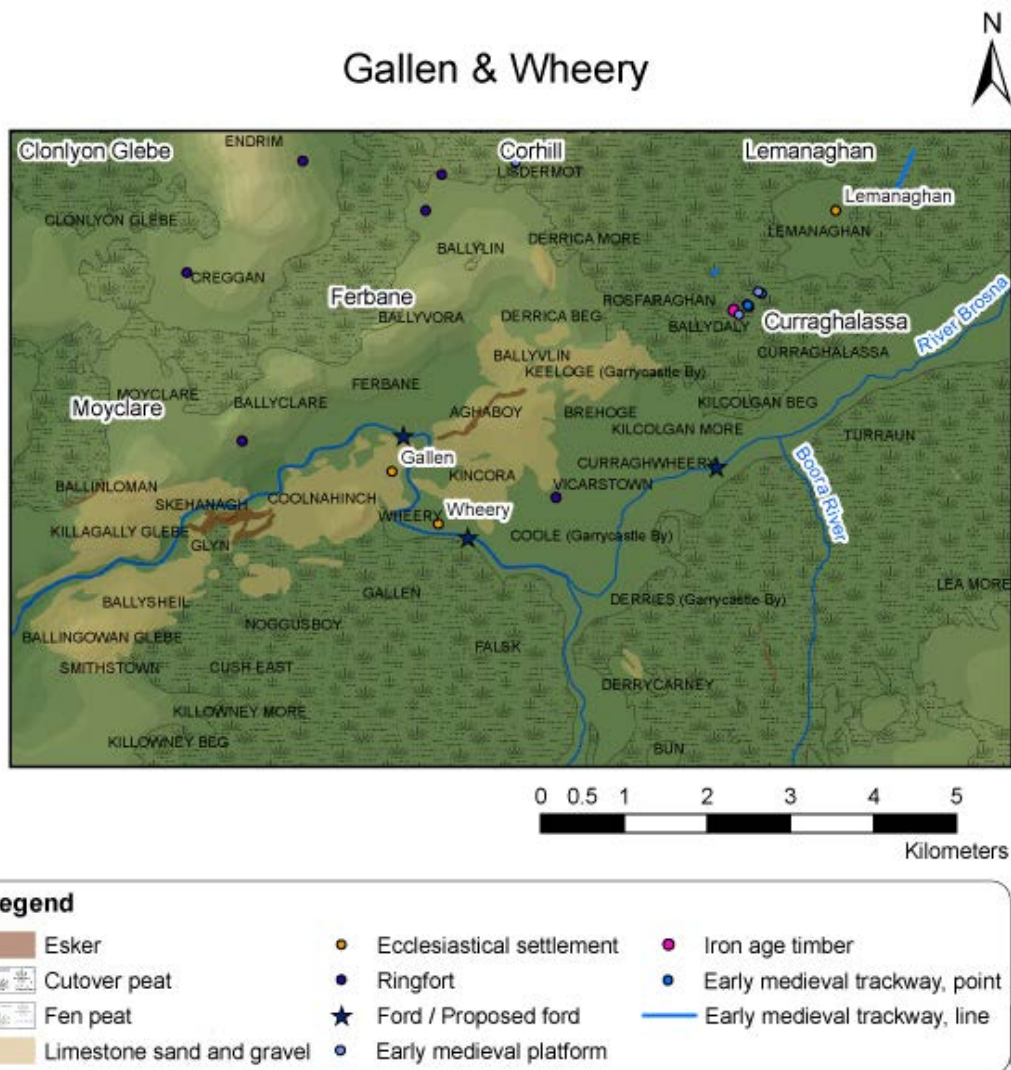 N
Gallen & Wheery
Clonlyon Glebe
ENDRIM
Corhill
LISDERMOT
Lemanaghan
Lemanaghan
CLONLYON GLEBE
LEMANAGHAN
BALLYLIN
DERRICA MORE
CREGGAN
Ferbane
ROSFARAGHAN
BALLYVORA
DERRICA BEG
BALLYDALY
Curraghalassa
River Brosna
BALLYVLIN
CURRAGHALASSA
KEELOGE (Garrycastle By)
FERBANE
MOYCLARE
Moyclare
BALLYCLARE
AGHABOY
BREHOGE
KILCOLGAN BEG
KILCOLGAN MORE
TURRAUN
Gallen
CURRAGHWHEERY
Boora River
BALLINLOMAN
KINCORA
VICARSTOWN
SKEHANAGH
COOLNAHINCH
WHEERY
Wheery
KILLAGALLY GLEBE
GLYN
COOLE (Garrycastle By)
LEA MORE
BALLYSHEIL
GALLEN
DERRIES (Garrycastle By)
NOGGUSBOY
BALLINGOWAN GLEBE
FALSK
SMITHSTOWN
CUSH EAST
DERRYCARNEY
KILLOWNEY MORE
KILLOWNEY BEG
BUN
0 0.5 1 2 3 4 5
Kilometers
egend
Esker
Ecclesiastical settlement
Iron age timber
Cutover peat
Ringfort
Early medieval trackway, point
Fen peat
Ford / Proposed ford
Early medieval trackway, line
Limestone sand and gravel
Early medieval platform